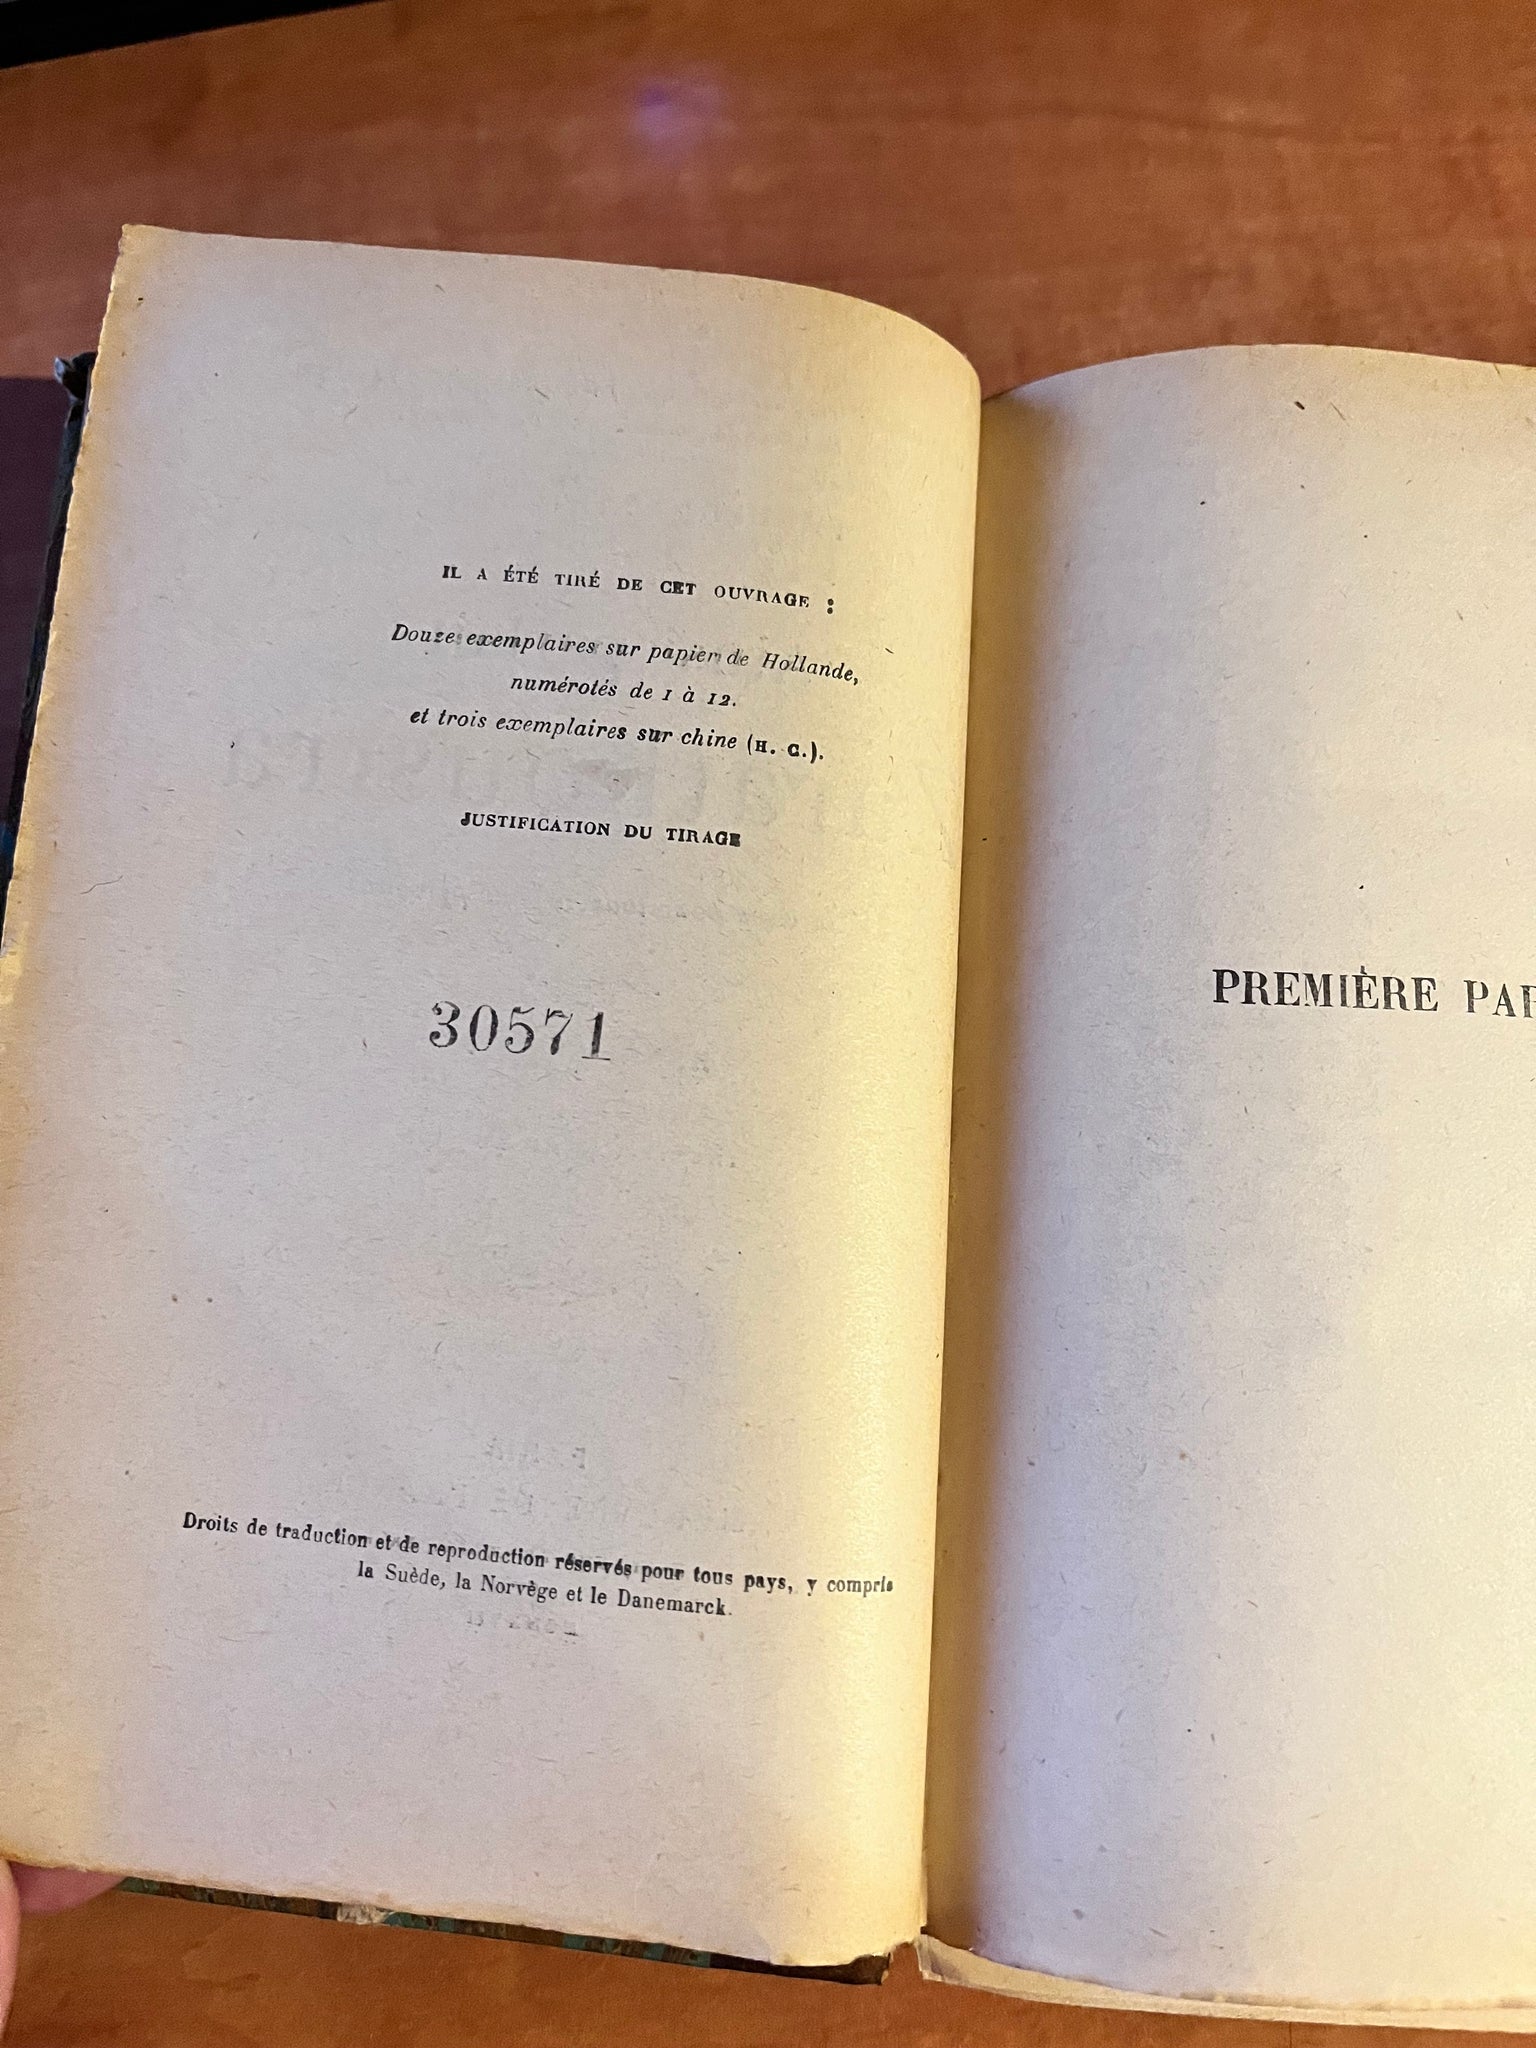 IL A ÉTÉ TIRÉ DE CET OUVRAGE :
Douze exemplaires sur papier de Hollande,
numérotés de 1 à 12.
et trois exemplaires sur chine (H. C.).
JUSTIFICATION DU TIRAGE
30571
Droits de traduction et de reproduction réservés pour tous pays, y compris
la Suède, la Norvège et le Danemarck.
PREMIÈRE PAR